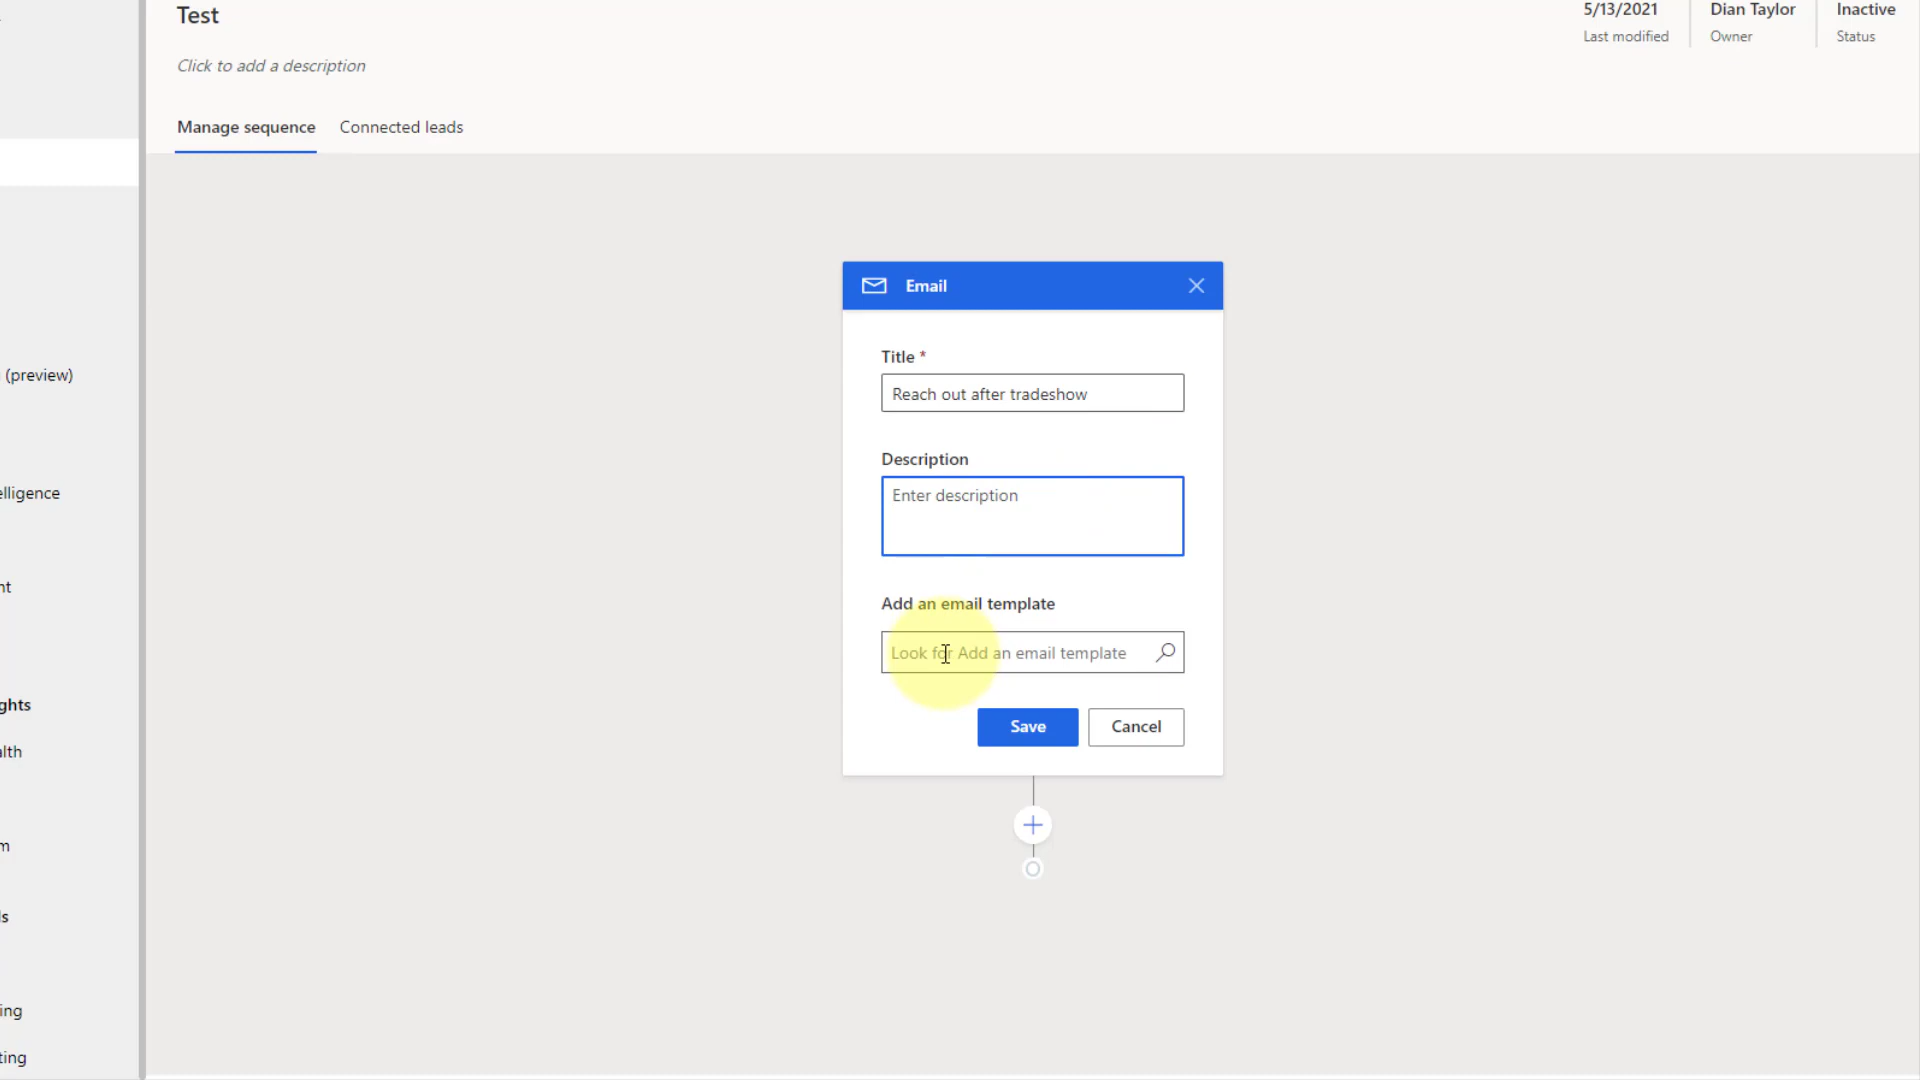 Test
5/13/2021
Dian Taylor
Inactive
Last modified
Owner
Status
Click to add a description
Manage sequence
Connected leads
Email
Title *
Reach out after tradeshow
Description
Enter description
Add an email template
Look for Add an email template
Save
Cancel
(preview)
elligence
nt
ghts
alth
m
ls
ing
ting